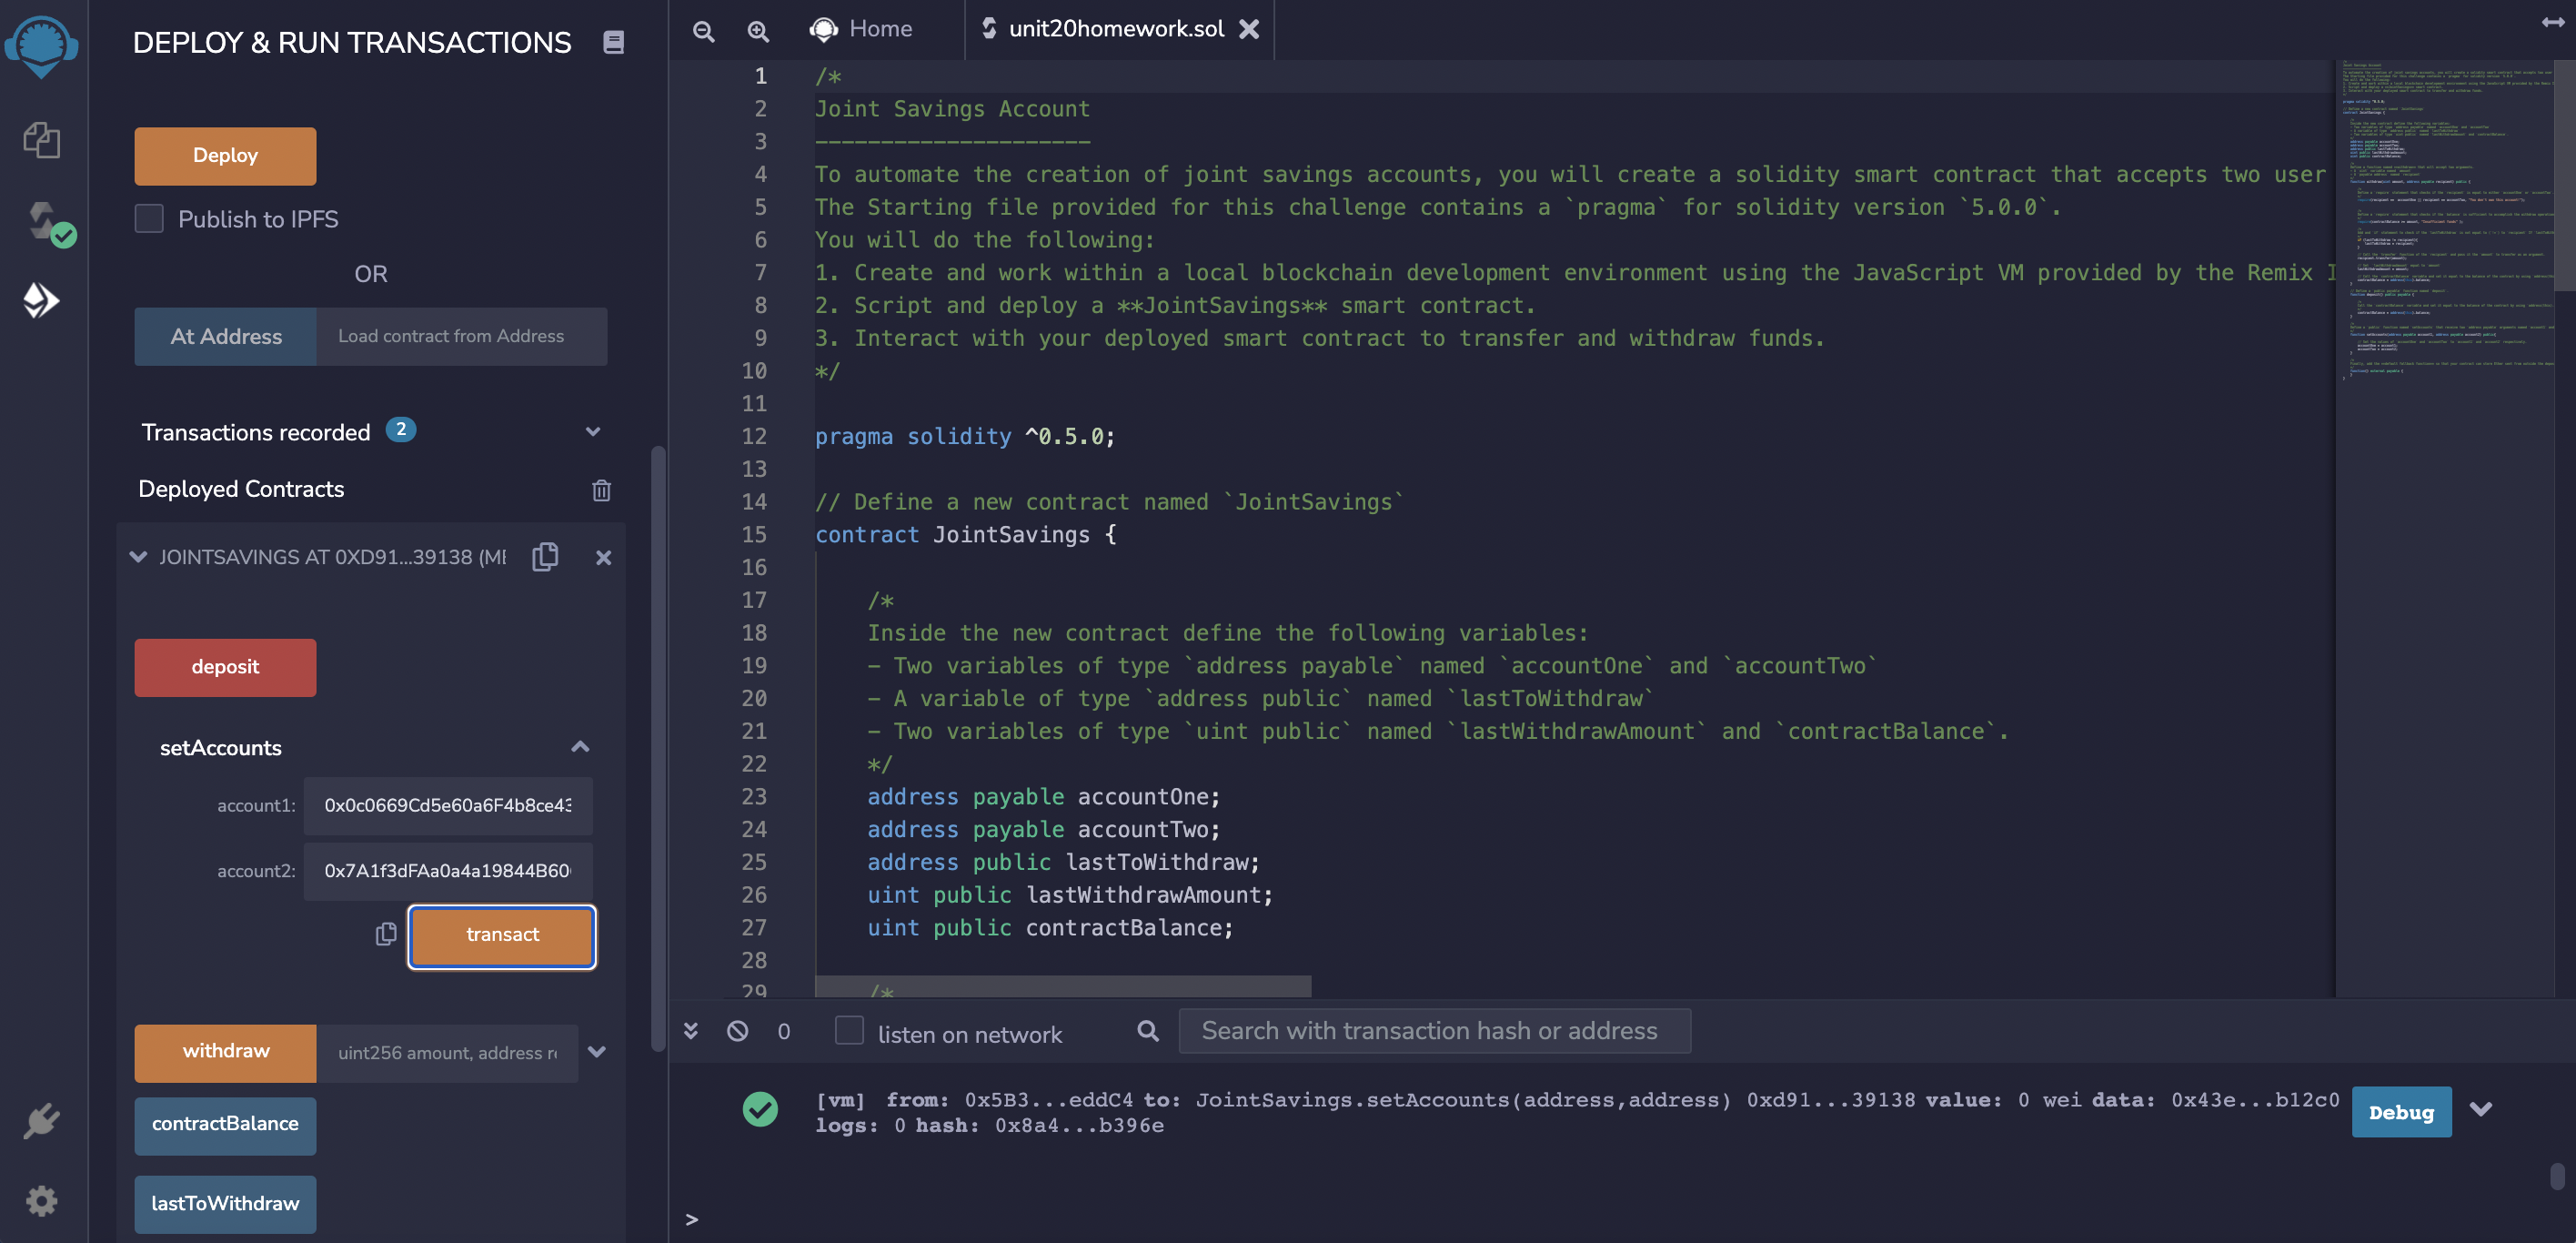 DEPLOY & RUN TRANSACTIONS
Deploy
Publish to IPFS
OR
At Address
Load contract from Address
Transactions recorded 2
Deployed Contracts
JOINTSAVINGS AT 0XD91...39138 (ME
deposit
setAccounts
account1: 0x0c0669Cd5e60a6F4b8ce43
account2: 0x7A1f3dFAa0a4a19844B60
transact
withdraw
uint256 amount, address re
contractBalance
lastToWithdraw
Home
unit20homework.sol
1 /*
2 Joint Savings Account
3 ---------------------
4 To automate the creation of joint savings accounts, you will create a solidity smart contract that accepts two user
5 The Starting file provided for this challenge contains a `pragma` for solidity version `5.0.0`.
6 You will do the following:
7 1. Create and work within a local blockchain development environment using the JavaScript VM provided by the Remix I
8 2. Script and deploy a **JointSavings** smart contract.
9 3. Interact with your deployed smart contract to transfer and withdraw funds.
10 */
11
12 pragma solidity ^0.5.0;
13
14 // Define a new contract named `JointSavings`
15 contract JointSavings {
16
17 /*
18 Inside the new contract define the following variables:
19 - Two variables of type `address payable` named `accountOne` and `accountTwo`
20 - A variable of type `address public` named `lastToWithdraw`
21 - Two variables of type `uint public` named `lastWithdrawAmount` and `contractBalance`.
22 */
23 address payable accountOne;
24 address payable accountTwo;
25 address public lastToWithdraw;
26 uint public lastWithdrawAmount;
27 uint public contractBalance;
28
29 /*
0
listen on network
Search with transaction hash or address
[vm] from: 0x5B3...eddC4 to: JointSavings.setAccounts(address,address) 0xd91...39138 value: 0 wei data: 0x43e...b12c0
logs: 0 hash: 0x8a4...b396e
Debug
>